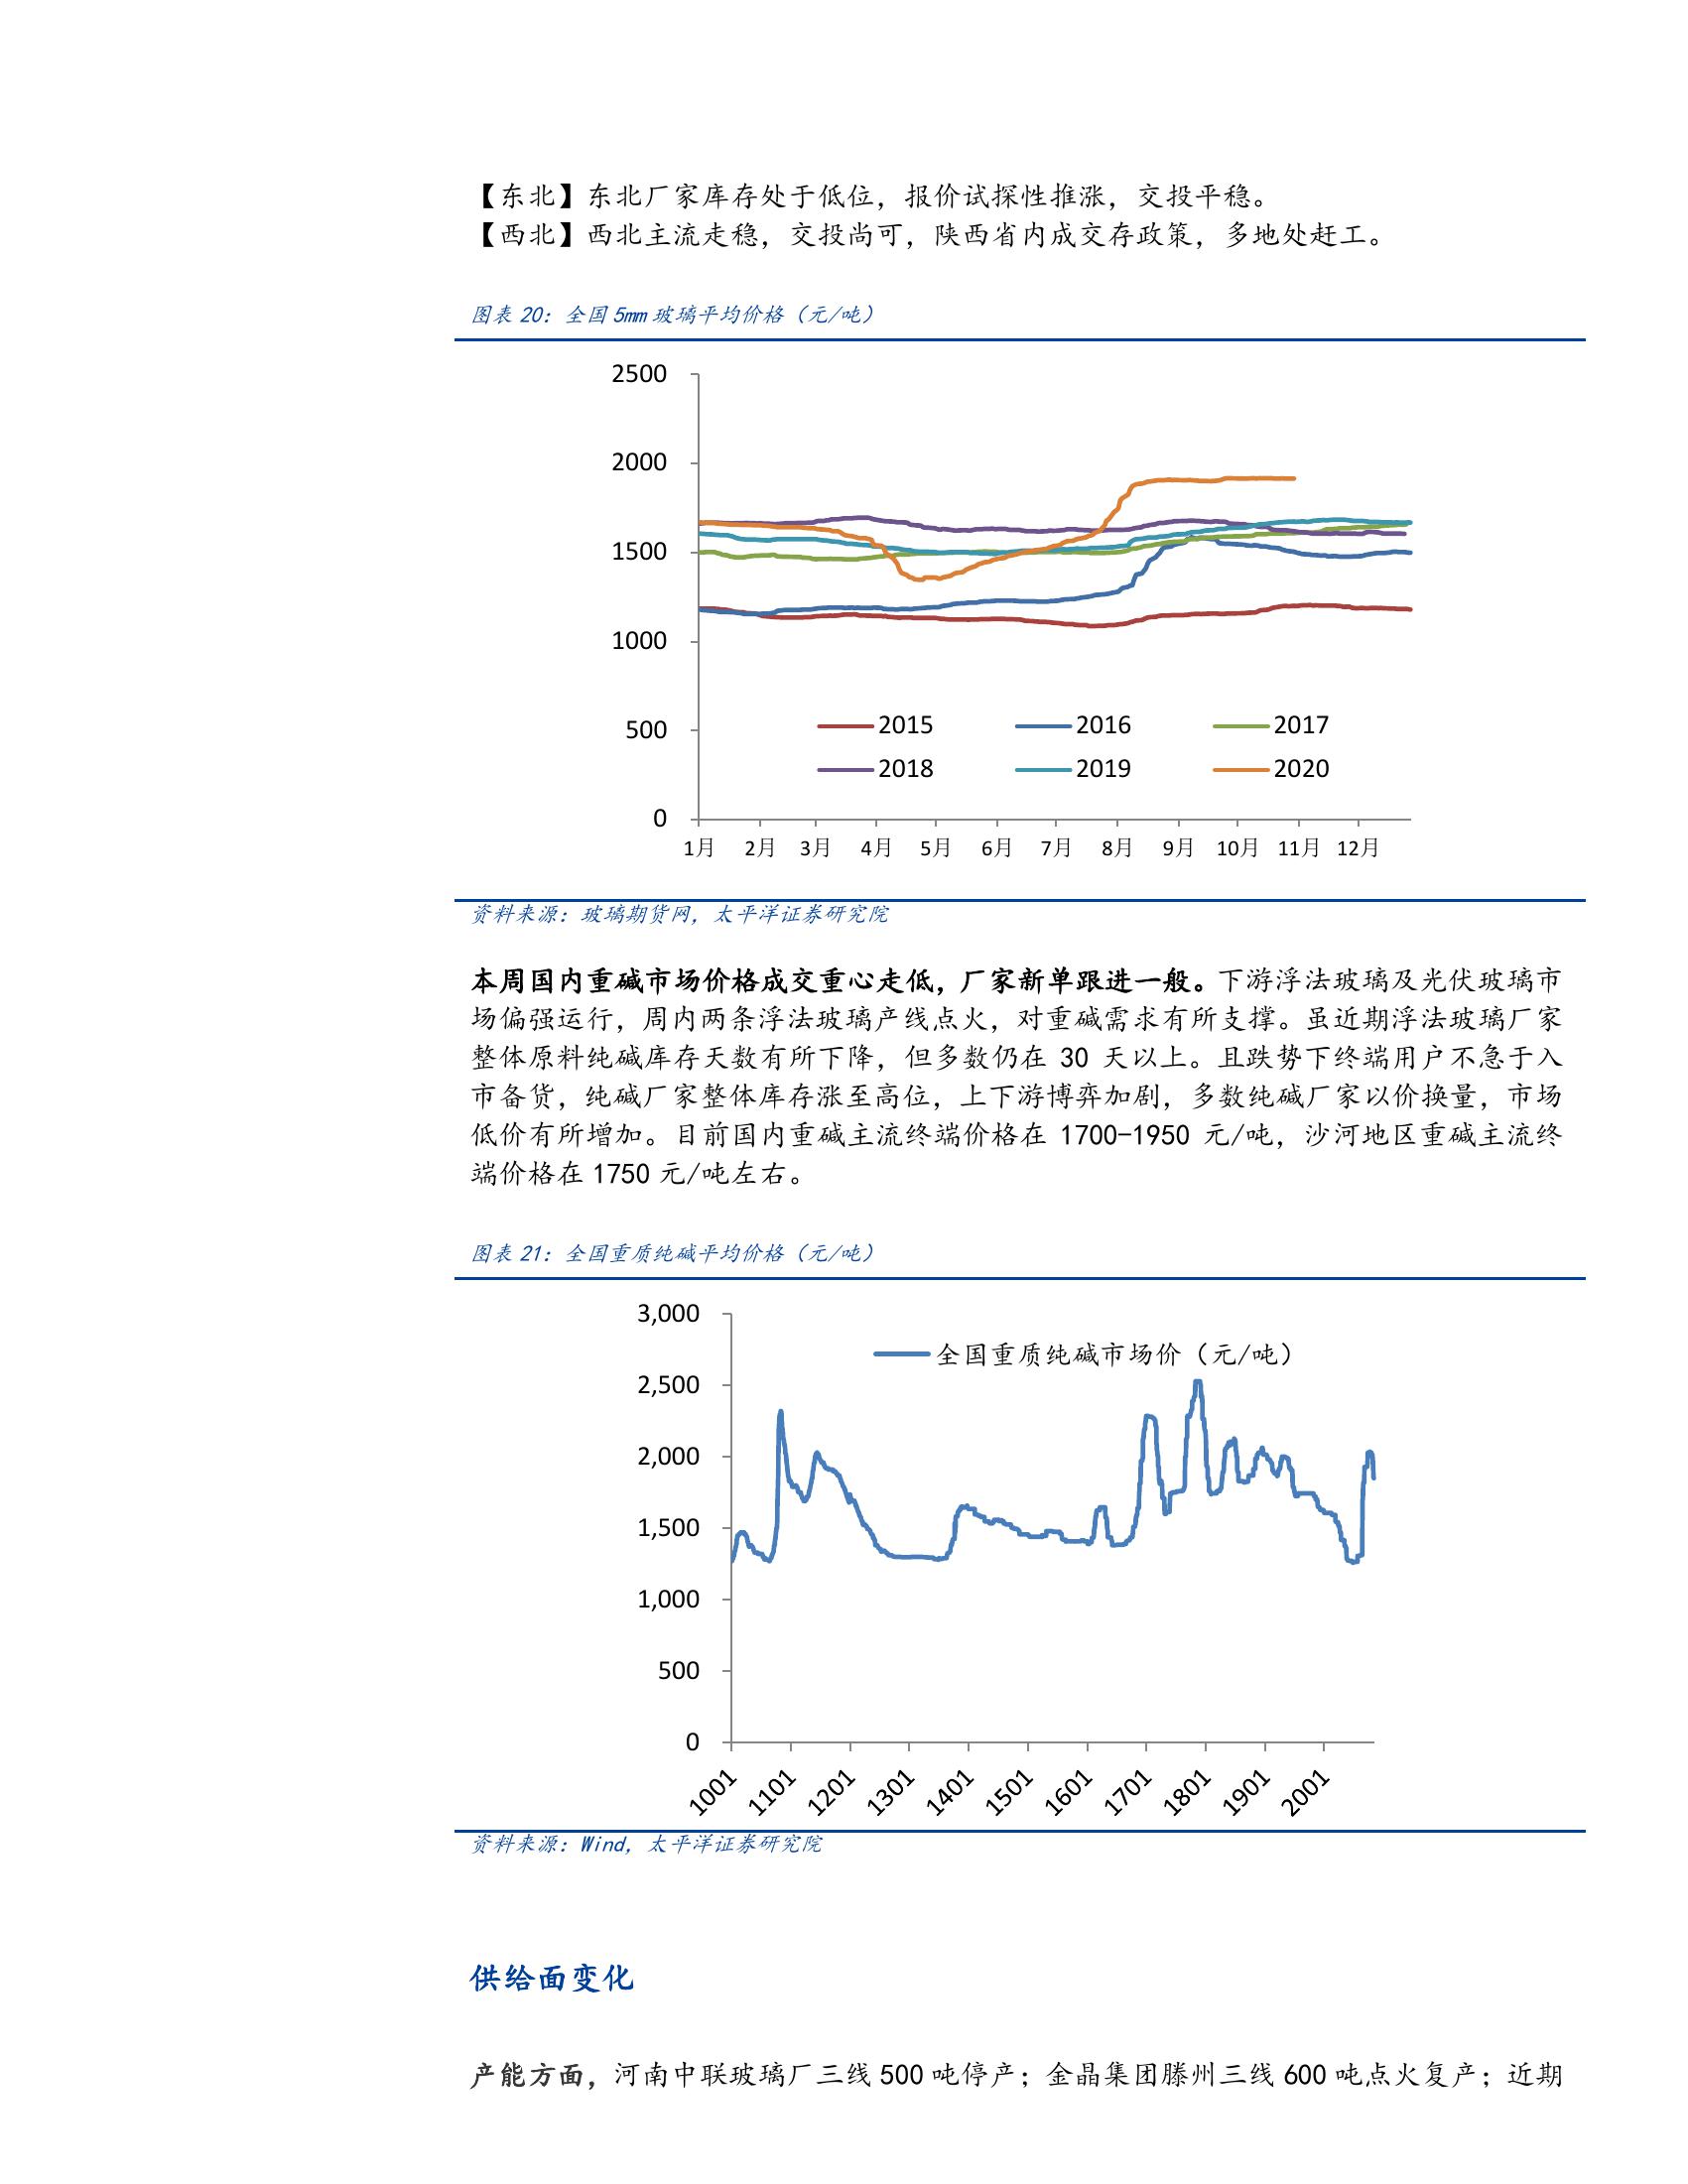 【东北】东北厂家库存处于低位，报价试探性推涨，交投平稳。
【西北】西北主流走稳，交投尚可，陕西省内成交存政策，多地处赶工。
图表 20：全国 5mm 玻璃平均价格（元/吨）
2500
2000
1500
1000
500
0
2015 2016 2017
2018 2019 2020
1月 2月 3月 4月 5月 6月 7月 8月 9月 10月 11月 12月
资料来源：玻璃期货网，太平洋证券研究院
本周国内重碱市场价格成交重心走低，厂家新单跟进一般。下游浮法玻璃及光伏玻璃市
场偏强运行，周内两条浮法玻璃产线点火，对重碱需求有所支撑。虽近期浮法玻璃厂家
整体原料纯碱库存天数有所下降，但多数仍在 30 天以上。且跌势下终端用户不急于入
市备货，纯碱厂家整体库存涨至高位，上下游博弈加剧，多数纯碱厂家以价换量，市场
低价有所增加。目前国内重碱主流终端价格在 1700-1950 元/吨，沙河地区重碱主流终
端价格在 1750 元/吨左右。
图表 21：全国重质纯碱平均价格（元/吨）
3,000
全国重质纯碱市场价（元/吨）
2,500
2,000
1,500
1,000
500
0
1001 1101 1201 1301 1401 1501 1601 1701 1801 1901 2001
资料来源：Wind，太平洋证券研究院
供给面变化
产能方面，河南中联玻璃厂三线 500 吨停产；金晶集团滕州三线 600 吨点火复产；近期